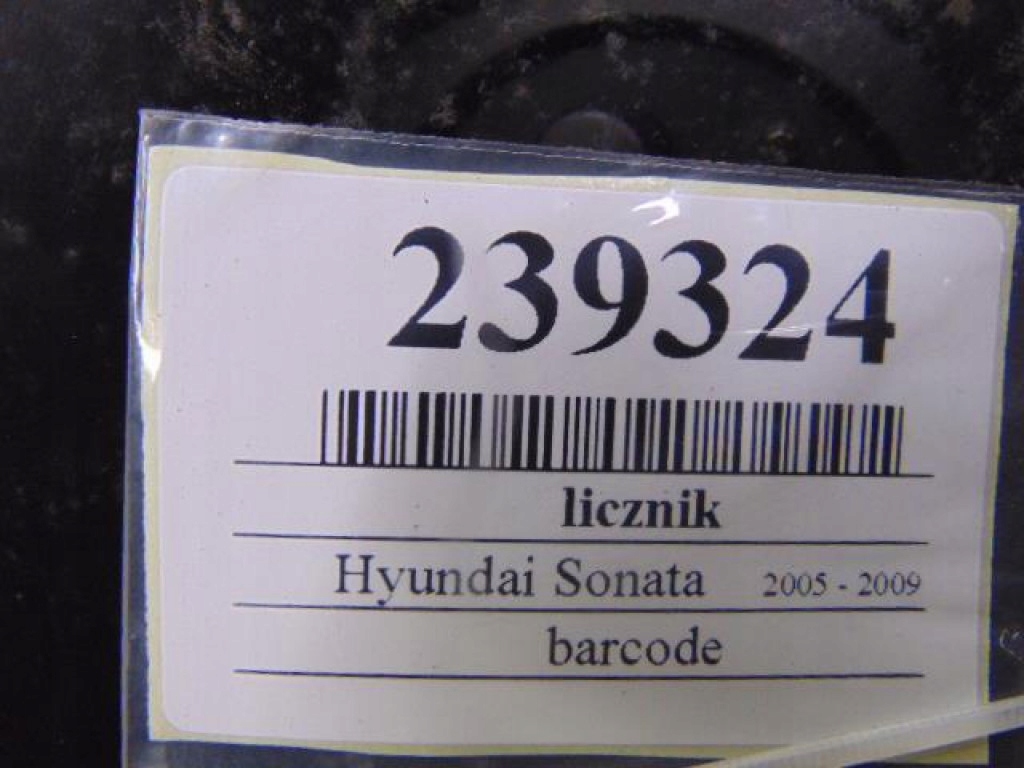 239324
licznik
Hyundai Sonata 2005 - 2009
barcode